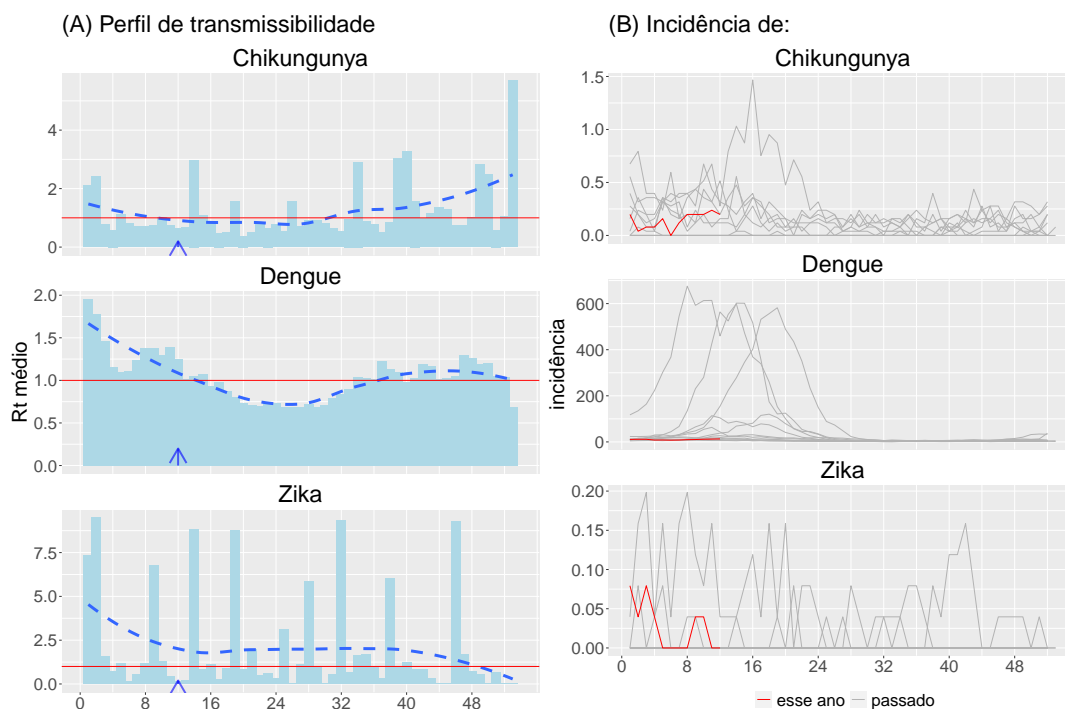 (A) Perfil de transmissibilidade
Chikungunya
4
2
0
Dengue
2.0
1.5
1.0
0.5
0.0
Rt médio
Zika
7.5
5.0
2.5
0.0
0 8 16 24 32 40 48
(B) Incidência de:
Chikungunya
1.5
1.0
0.5
0.0
Dengue
600
400
200
0
incidência
Zika
0.20
0.15
0.10
0.05
0.00
0 8 16 24 32 40 48
esse ano passado